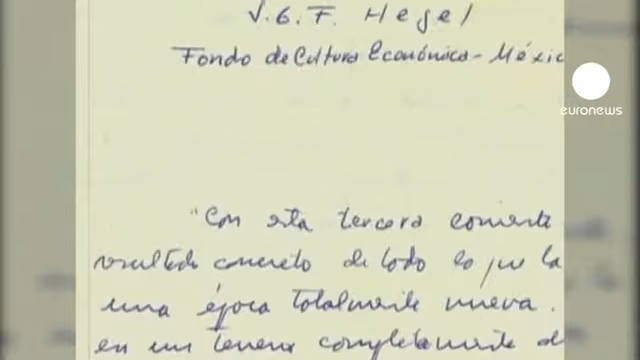 J. G. F. Hegel
Fondo de Cultura Económica - Méxic
euronews
"Con esta tercera corriente
resultado concreto de todo lo que la
una época totalmente nueva.
en un terreno completamente d